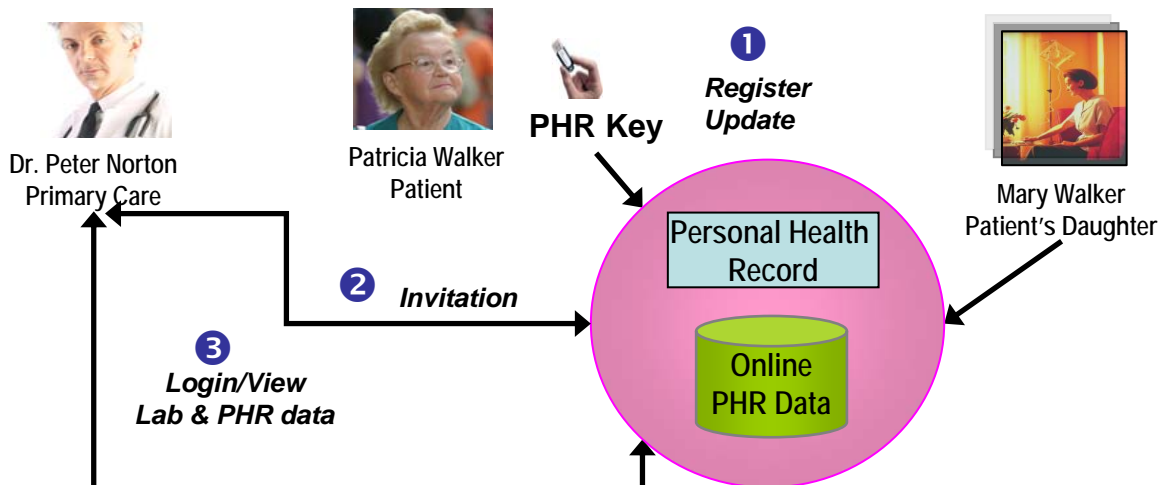 1
Register
Update
PHR Key
Dr. Peter Norton
Primary Care
Patricia Walker
Patient
Mary Walker
Patient's Daughter
Personal Health
Record
2
Invitation
3
Login/View
Lab & PHR data
Online
PHR Data